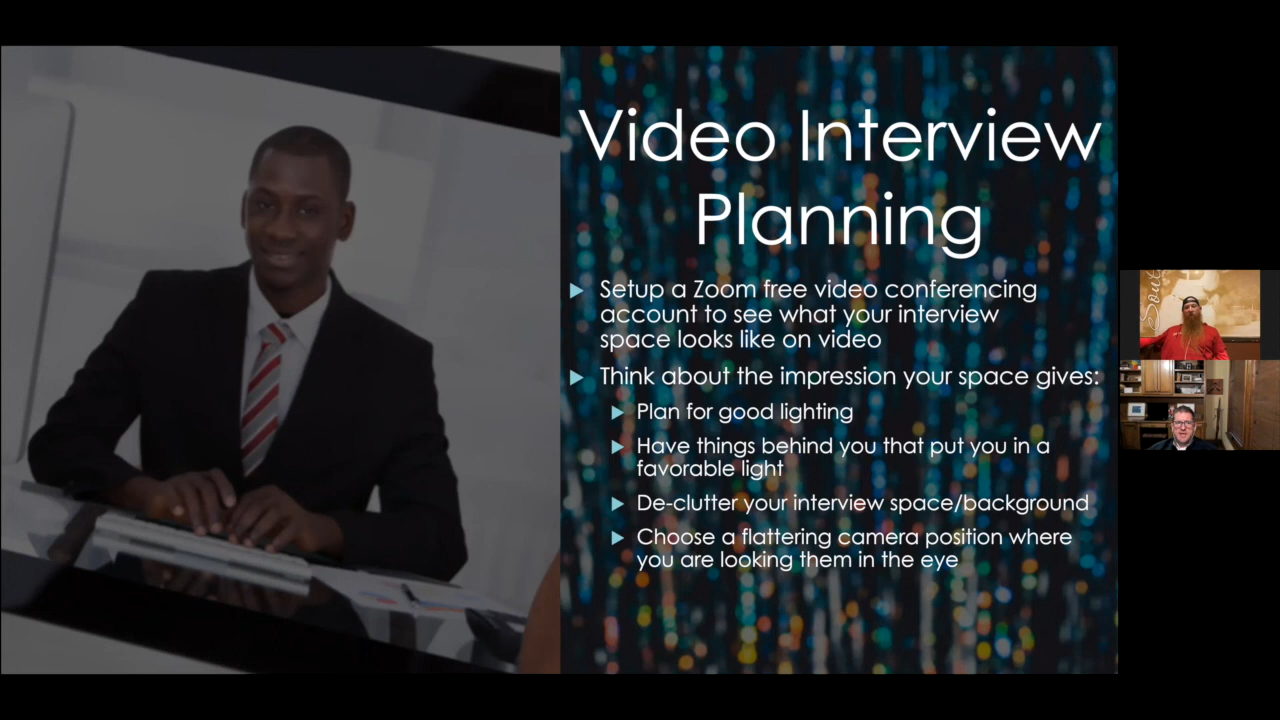 Video Interview
Planning
Setup a Zoom free video conferencing
account to see what your interview
space looks like on video
Think about the impression your space gives:
Plan for good lighting
Have things behind you that put you in a
favorable light
De-clutter your interview space/background
Choose a flattering camera position where
you are looking them in the eye